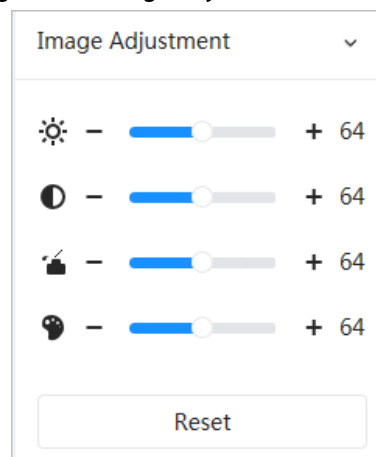 Image Adjustment
- + 64
- + 64
- + 64
- + 64
Reset